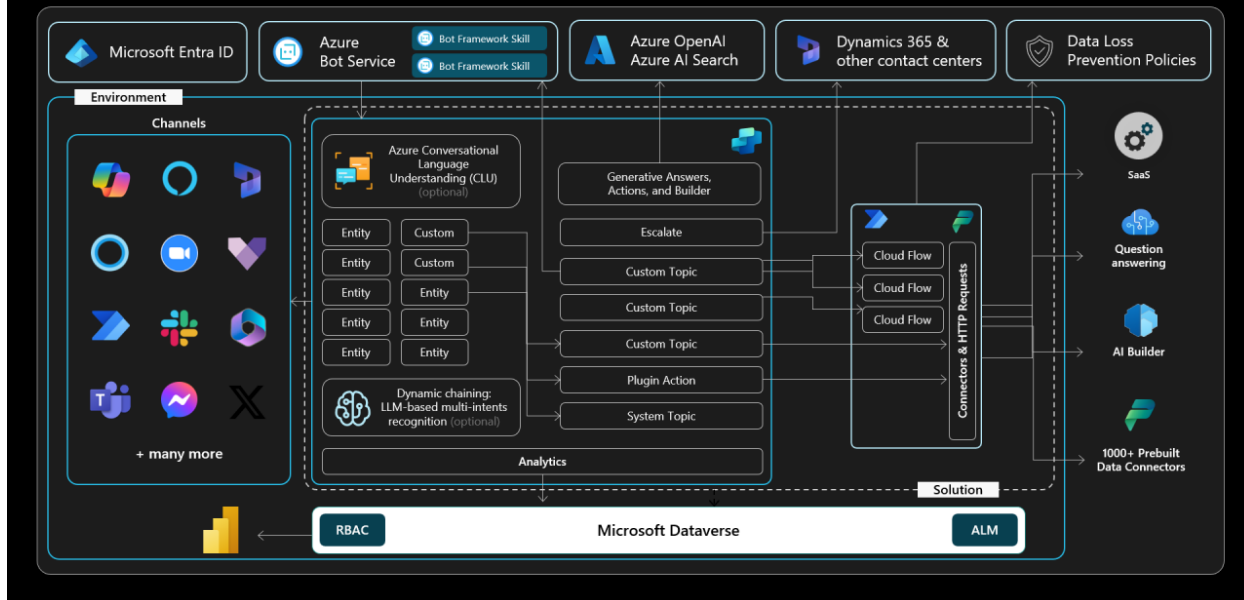 Microsoft Entra ID
Azure
Bot Service
Bot Framework Skill
Bot Framework Skill
Azure OpenAI
Azure AI Search
Dynamics 365 &
other contact centers
Data Loss
Prevention Policies
Environment
Channels
+ many more
Azure Conversational
Language
Understanding (CLU)
(optional)
Entity
Custom
Entity
Custom
Entity
Entity
Entity
Entity
Entity
Entity
Dynamic chaining:
LLM-based multi-intents
recognition (optional)
Generative Answers,
Actions, and Builder
Escalate
Custom Topic
Custom Topic
Custom Topic
Plugin Action
System Topic
Analytics
Cloud Flow
Cloud Flow
Cloud Flow
Connectors & HTTP Requests
SaaS
Question
answering
AI Builder
1000+ Prebuilt
Data Connectors
Solution
RBAC
Microsoft Dataverse
ALM